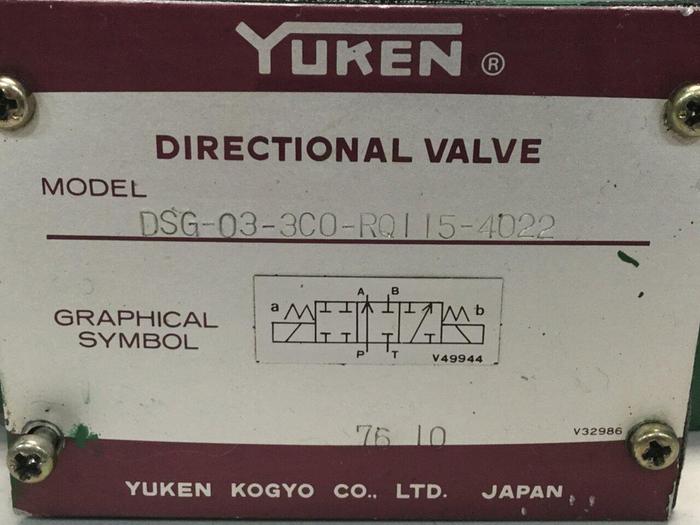 YUKEN ®
DIRECTIONAL VALVE
MODEL
DSG-03-3C0-RQ115-4022
A B
a b
GRAPHICAL
SYMBOL
P T
V49944
76 10
V32986
YUKEN KOGYO CO., LTD. JAPAN